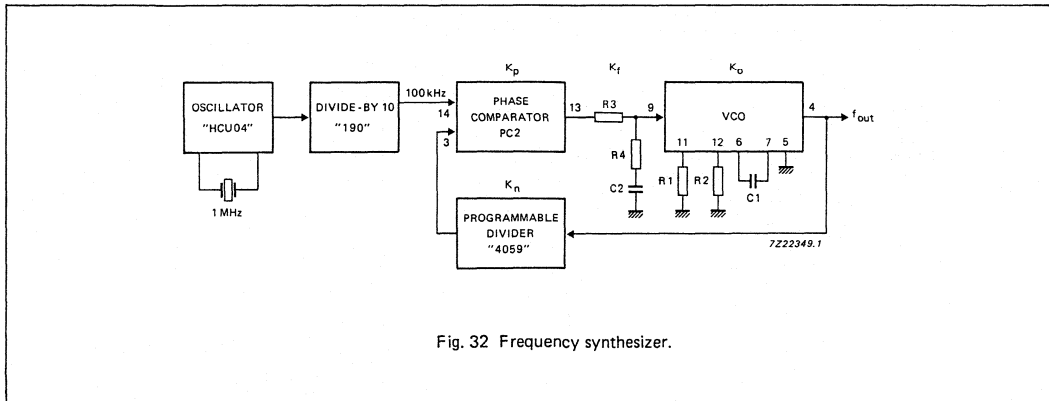 Kp
Kf
Ko
OSCILLATOR
"HCU04"
1 MHz
DIVIDE-BY 10
"190"
100 kHz
14
3
PHASE
COMPARATOR
PC2
13
R3
9
R4
C2
VCO
4
fout
11
12
6
7
5
R1
R2
C1
Kn
PROGRAMMABLE
DIVIDER
"4059"
7Z22349.1
Fig. 32 Frequency synthesizer.